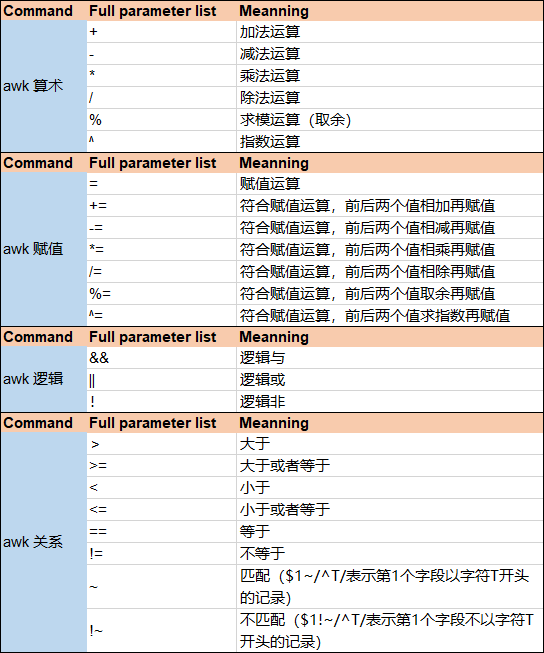 Command Full parameter list Meanning
awk 算术
+ 加法运算
- 减法运算
* 乘法运算
/ 除法运算
% 求模运算（取余）
^ 指数运算
Command Full parameter list Meanning
awk 赋值
= 赋值运算
+= 符合赋值运算，前后两个值相加再赋值
-= 符合赋值运算，前后两个值相减再赋值
*= 符合赋值运算，前后两个值相乘再赋值
/= 符合赋值运算，前后两个值相除再赋值
%= 符合赋值运算，前后两个值取余再赋值
^= 符合赋值运算，前后两个值求指数再赋值
Command Full parameter list Meanning
awk 逻辑
&& 逻辑与
|| 逻辑或
! 逻辑非
Command Full parameter list Meanning
awk 关系
> 大于
>= 大于或者等于
< 小于
<= 小于或者等于
== 等于
!= 不等于
~ 匹配（$1~/^T/表示第1个字段以字符T开头
的记录）
!~ 不匹配（$1!~/^T/表示第1个字段不以字符T
开头的记录）